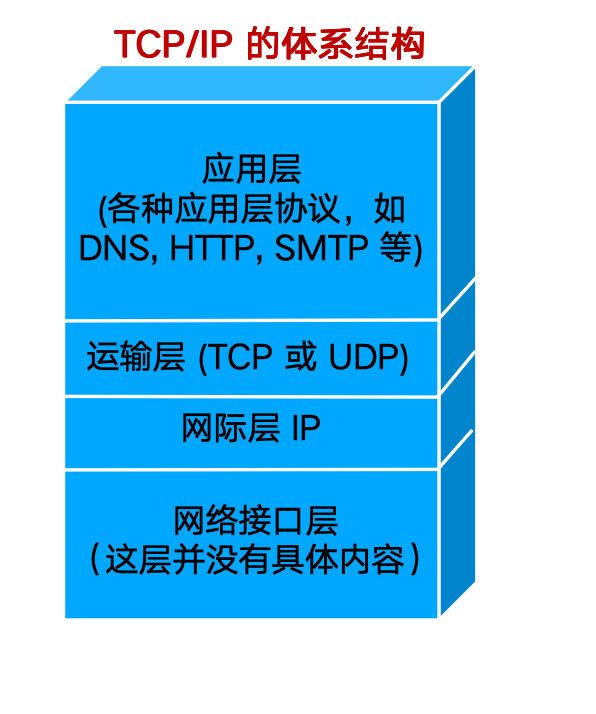 TCP/IP 的体系结构
应用层
(各种应用层协议，如
DNS, HTTP, SMTP 等)
运输层 (TCP 或 UDP)
网际层 IP
网络接口层
（这层并没有具体内容）